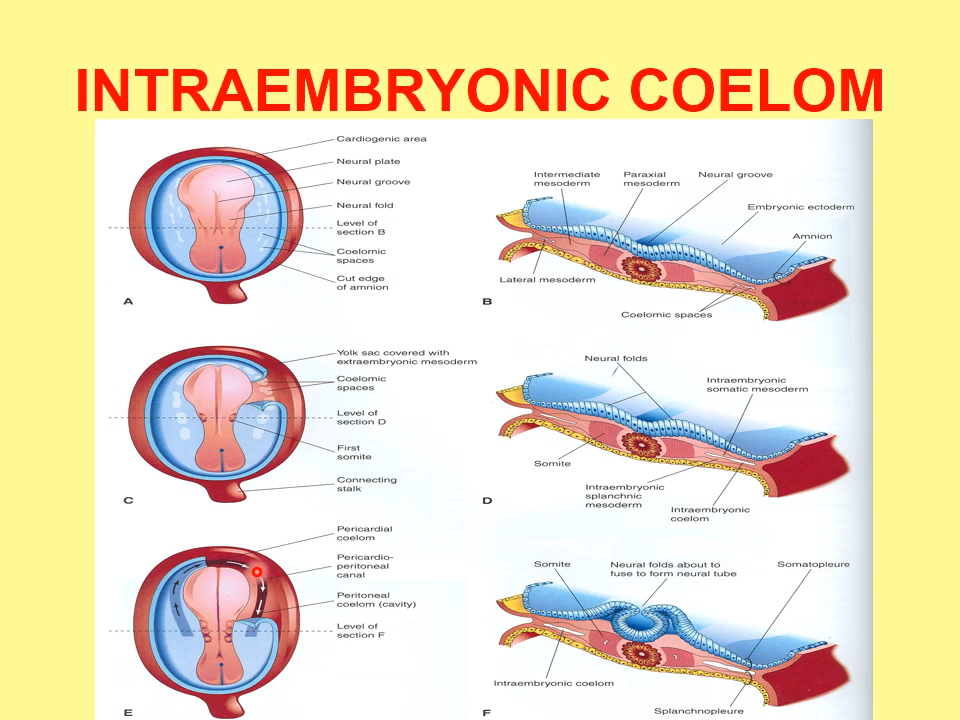 INTRAEMBRYONIC COELOM
Cardiogenic area
Neural plate
Neural groove
Neural fold
Level of
section B
Coelomic
spaces
Cut edge
of amnion
A
Intermediate
mesoderm
Paraxial
mesoderm
Neural groove
Embryonic ectoderm
Amnion
Lateral mesoderm
Coelomic spaces
B
Yolk sac covered with
extraembryonic mesoderm
Coelomic
spaces
Level of
section D
First
somite
Connecting
stalk
C
Neural folds
Intraembryonic
somatic mesoderm
Somite
Intraembryonic
splanchnic
mesoderm
Intraembryonic
coelom
D
Pericardial
coelom
Pericardio-
peritoneal
canal
Peritoneal
coelom (cavity)
Level of
section F
E
Somite
Neural folds about to
fuse to form neural tube
Somatopleure
Intraembryonic coelom
Splanchnopleure
F